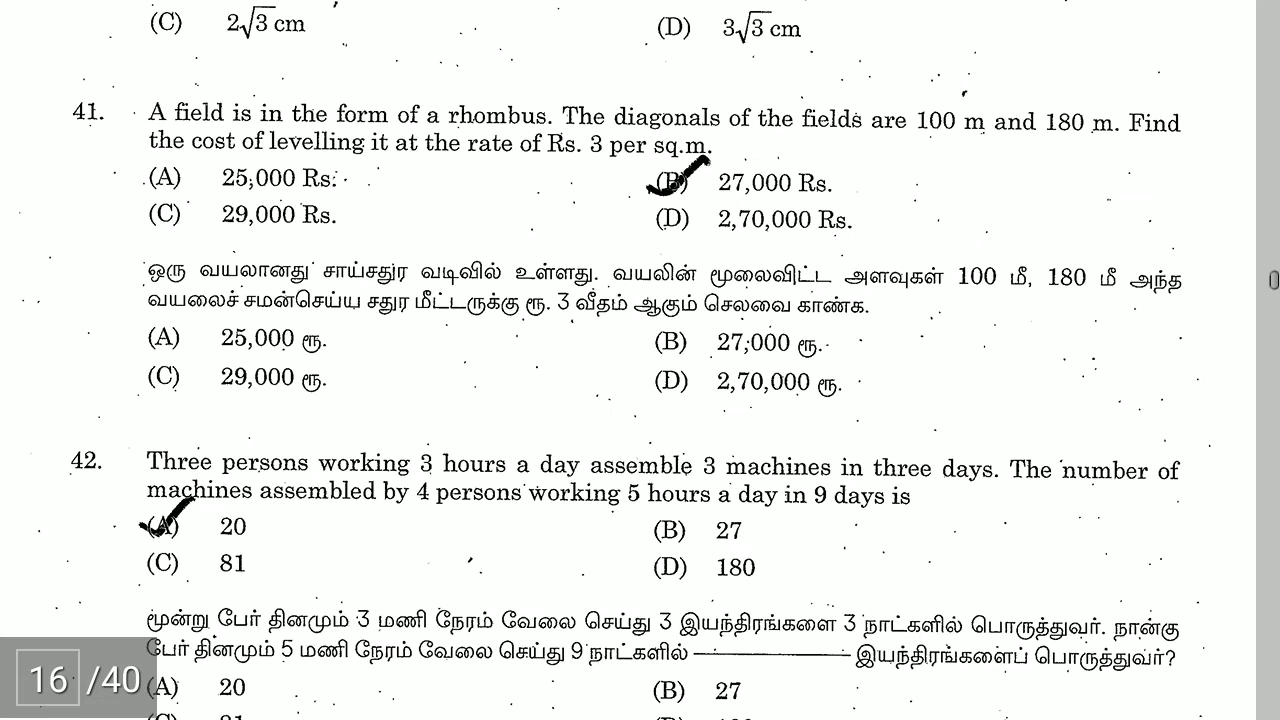 (C) 2√3 cm (D) 3√3 cm
41. A field is in the form of a rhombus. The diagonals of the fields are 100 m and 180 m. Find
the cost of levelling it at the rate of Rs. 3 per sq.m.
(A) 25,000 Rs. (B) 27,000 Rs.
(C) 29,000 Rs. (D) 2,70,000 Rs.
ஒரு வயலானது சாய்சதுர வடிவில் உள்ளது. வயலின் மூலைவிட்ட அளவுகள் 100 மீ, 180 மீ அந்த
வயலைச் சமன்செய்ய சதுர மீட்டருக்கு ரூ. 3 வீதம் ஆகும் செலவை காண்க.
(A) 25,000 ரூ. (B) 27,000 ரூ.
(C) 29,000 ரூ. (D) 2,70,000 ரூ.
42. Three persons working 3 hours a day assemble 3 machines in three days. The number of
machines assembled by 4 persons working 5 hours a day in 9 days is
(A) 20 (B) 27
(C) 81 (D) 180
மூன்று பேர் தினமும் 3 மணி நேரம் வேலை செய்து 3 இயந்திரங்களை 3 நாட்களில் பொருத்துவர். நான்கு
பேர் தினமும் 5 மணி நேரம் வேலை செய்து 9 நாட்களில் ———— இயந்திரங்களைப் பொருத்துவர்?
16 /40
(A) 20 (B) 27